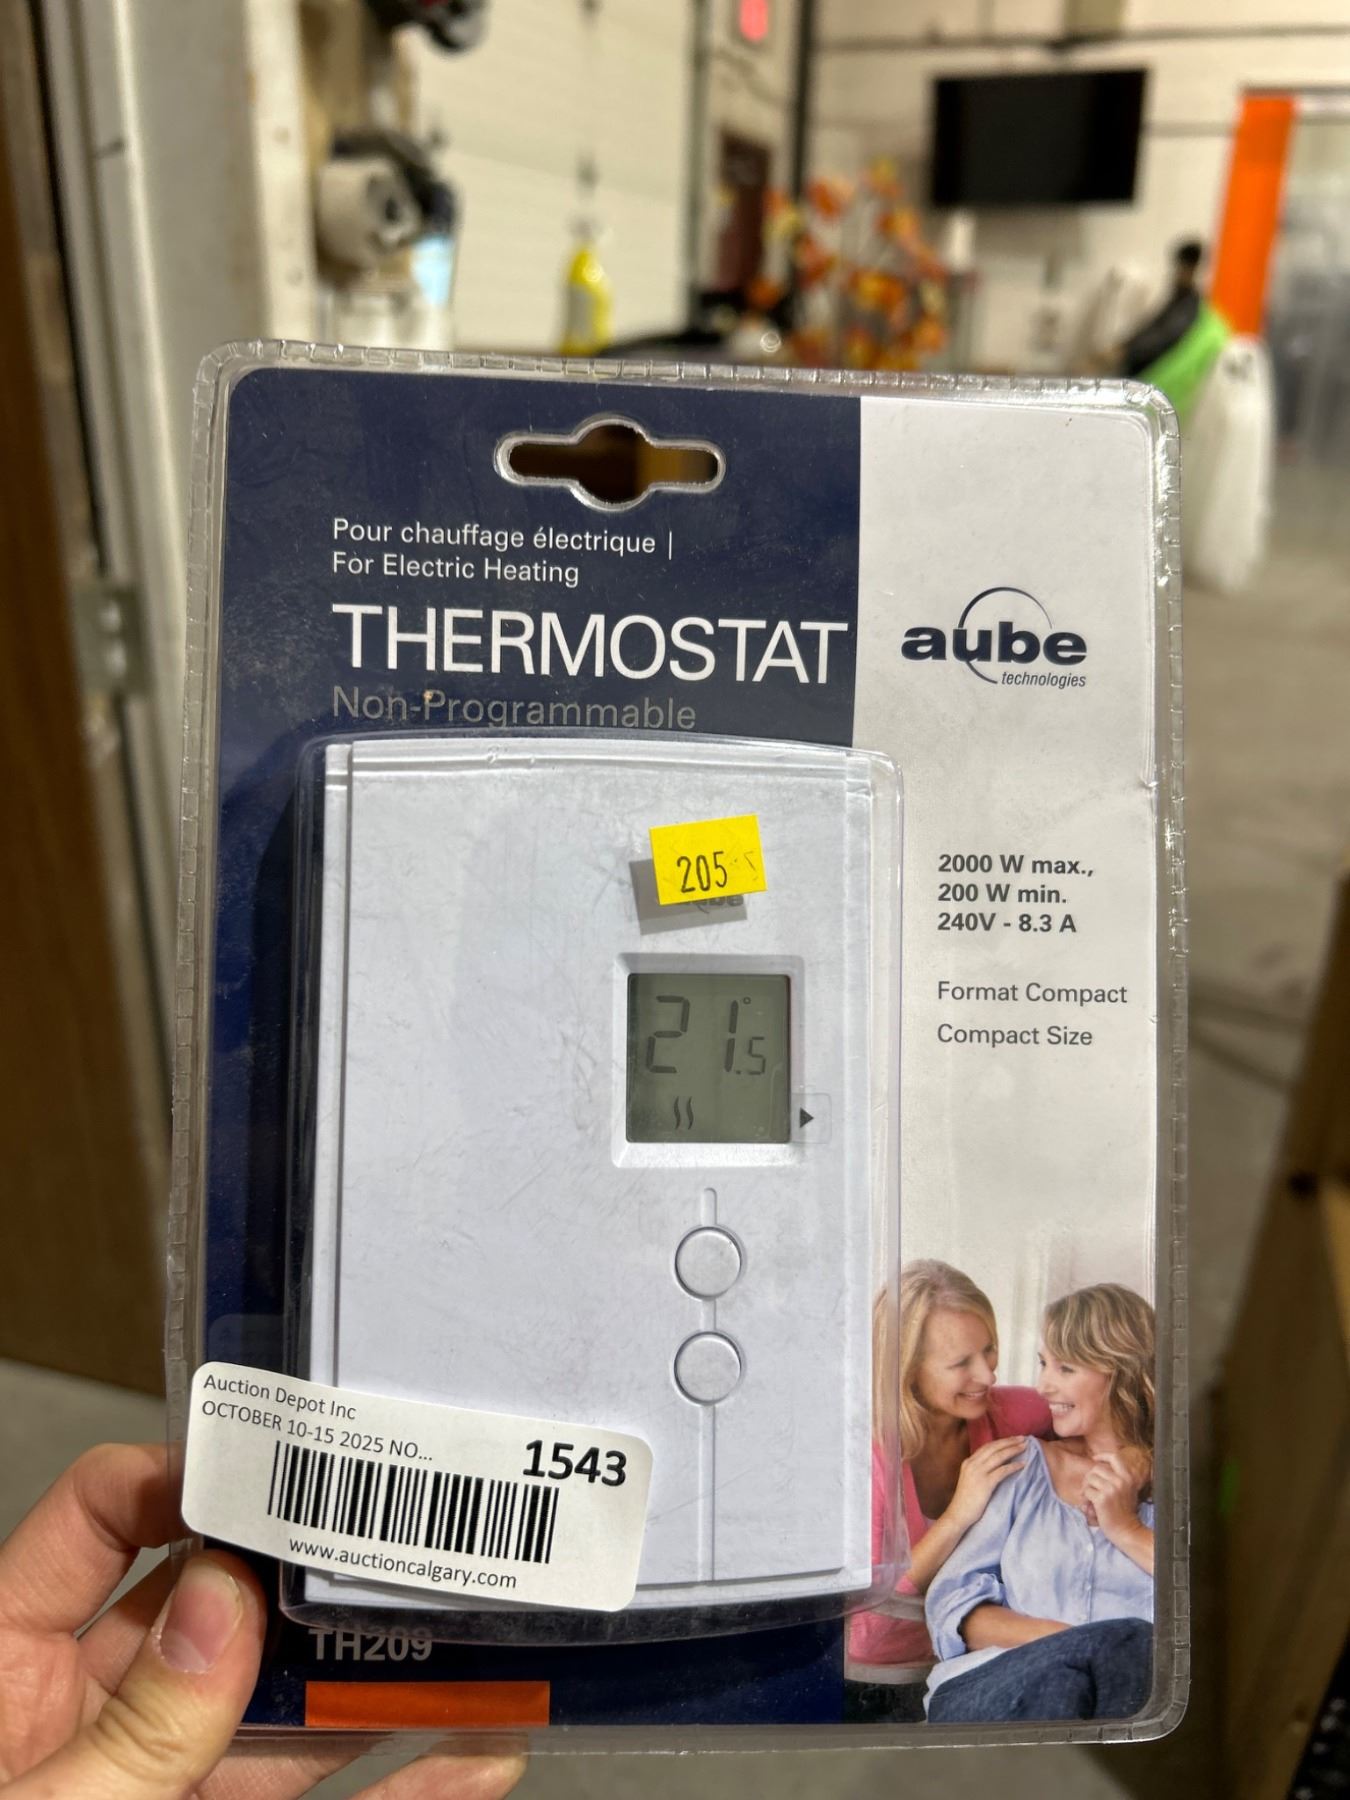 Pour chauffage électrique |
For Electric Heating
THERMOSTAT
Non-Programmable
aube
technologies
205
2000 W max.,
200 W min.
240V - 8.3 A
Format Compact
Compact Size
21.5°
Auction Depot Inc
OCTOBER 10-15 2025 NO...
1543
www.auctioncalgary.com
TH209